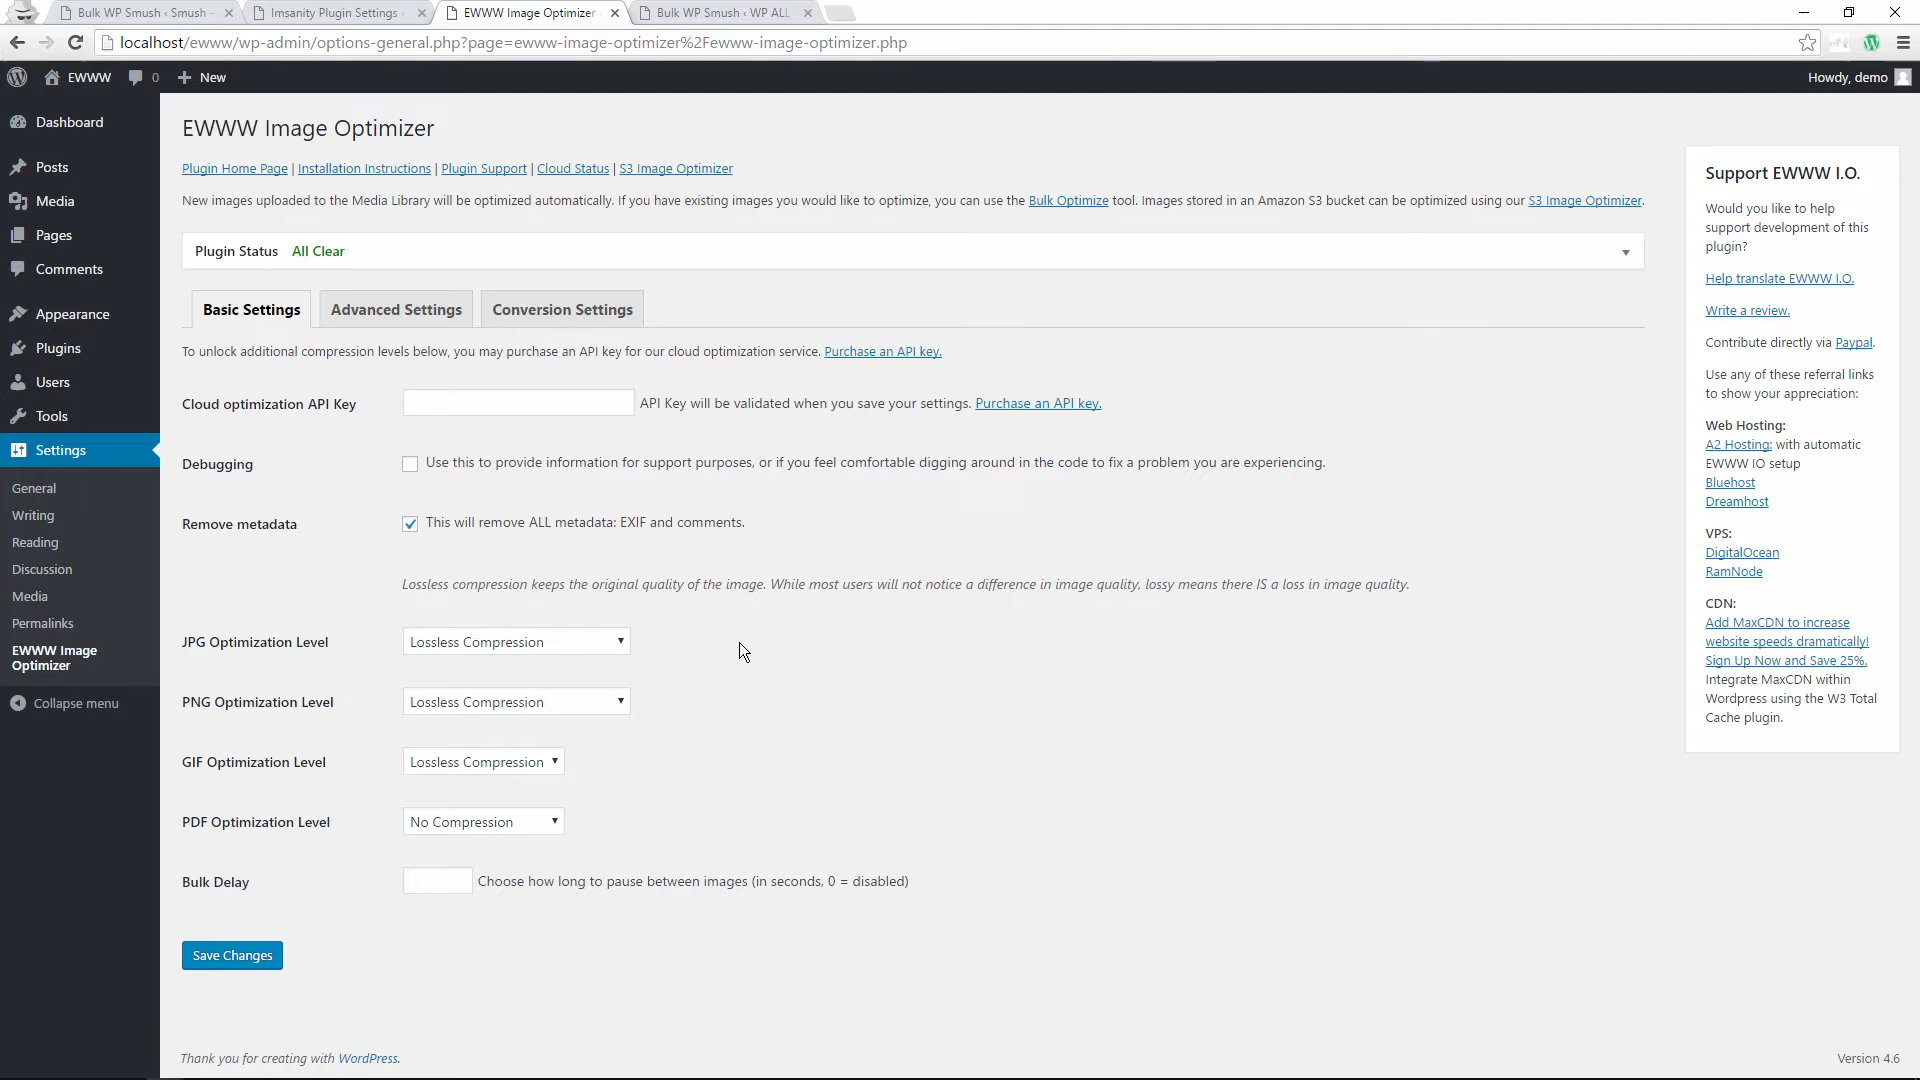 Bulk WP Smush ‹ Smush
Imsanity Plugin Settings ‹
EWWW Image Optimizer
Bulk WP Smush ‹ WP ALL
localhost/ewww/wp-admin/options-general.php?page=ewww-image-optimizer%2Fewww-image-optimizer.php
EWWW
0
New
Howdy, demo
Dashboard
Posts
Media
Pages
Comments
Appearance
Plugins
Users
Tools
Settings
General
Writing
Reading
Discussion
Media
Permalinks
EWWW Image
Optimizer
Collapse menu
EWWW Image Optimizer
Plugin Home Page | Installation Instructions | Plugin Support | Cloud Status | S3 Image Optimizer
New images uploaded to the Media Library will be optimized automatically. If you have existing images you would like to optimize, you can use the Bulk Optimize tool. Images stored in an Amazon S3 bucket can be optimized using our S3 Image Optimizer.
Plugin Status All Clear
Basic Settings
Advanced Settings
Conversion Settings
To unlock additional compression levels below, you may purchase an API key for our cloud optimization service. Purchase an API key.
Cloud optimization API Key
API Key will be validated when you save your settings. Purchase an API key.
Debugging
Use this to provide information for support purposes, or if you feel comfortable digging around in the code to fix a problem you are experiencing.
Remove metadata
This will remove ALL metadata: EXIF and comments.
Lossless compression keeps the original quality of the image. While most users will not notice a difference in image quality, lossy means there IS a loss in image quality.
JPG Optimization Level
Lossless Compression
PNG Optimization Level
Lossless Compression
GIF Optimization Level
Lossless Compression
PDF Optimization Level
No Compression
Bulk Delay
Choose how long to pause between images (in seconds, 0 = disabled)
Save Changes
Thank you for creating with WordPress.
Version 4.6
Support EWWW I.O.
Would you like to help
support development of this
plugin?
Help translate EWWW I.O.
Write a review.
Contribute directly via Paypal.
Use any of these referral links
to show your appreciation:
Web Hosting:
A2 Hosting: with automatic
EWWW IO setup
Bluehost
Dreamhost
VPS:
DigitalOcean
RamNode
CDN:
Add MaxCDN to increase
website speeds dramatically!
Sign Up Now and Save 25%.
Integrate MaxCDN within
Wordpress using the W3 Total
Cache plugin.